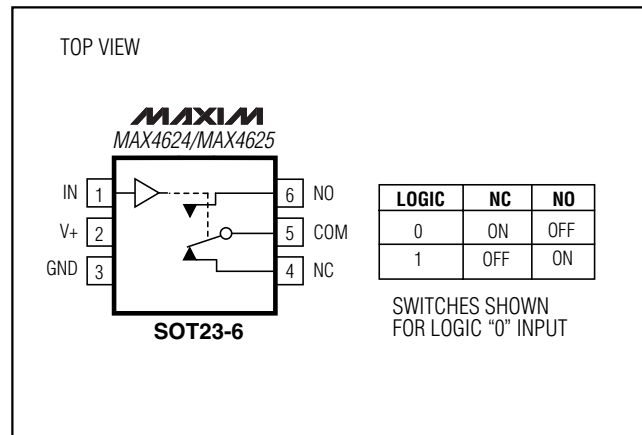 TOP VIEW
MAXIM
MAX4624/MAX4625
IN 1
V+ 2
GND 3
6 NO
5 COM
4 NC
SOT23-6
LOGIC NC NO
0 ON OFF
1 OFF ON
SWITCHES SHOWN
FOR LOGIC “0” INPUT